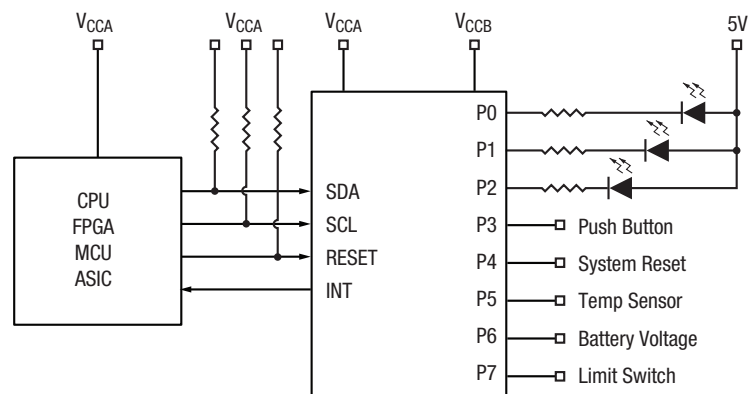 VCCA VCCA VCCA VCCB 5V
CPU
FPGA
MCU
ASIC
SDA
SCL
RESET
INT
P0
P1
P2
P3 Push Button
P4 System Reset
P5 Temp Sensor
P6 Battery Voltage
P7 Limit Switch